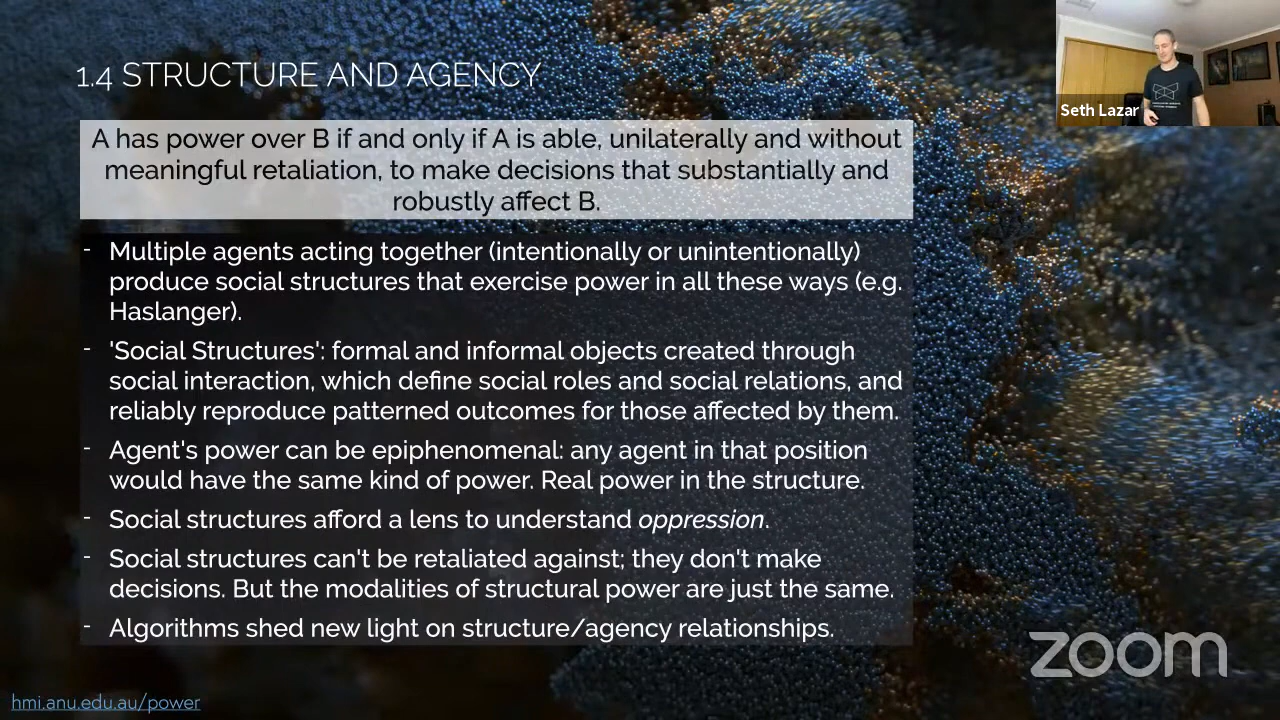 1.4 STRUCTURE AND AGENCY
A has power over B if and only if A is able, unilaterally and without
meaningful retaliation, to make decisions that substantially and
robustly affect B.
- Multiple agents acting together (intentionally or unintentionally)
produce social structures that exercise power in all these ways (e.g.
Haslanger).
- 'Social Structures': formal and informal objects created through
social interaction, which define social roles and social relations, and
reliably reproduce patterned outcomes for those affected by them.
- Agent's power can be epiphenomenal: any agent in that position
would have the same kind of power. Real power in the structure.
- Social structures afford a lens to understand oppression.
- Social structures can't be retaliated against; they don't make
decisions. But the modalities of structural power are just the same.
- Algorithms shed new light on structure/agency relationships.
Seth Lazar
zoom
hmi.anu.edu.au/power